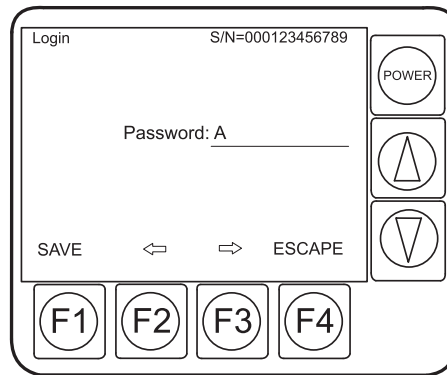 Login S/N=000123456789
POWER
Password: A
SAVE ⇦ ⇨ ESCAPE
F1 F2 F3 F4